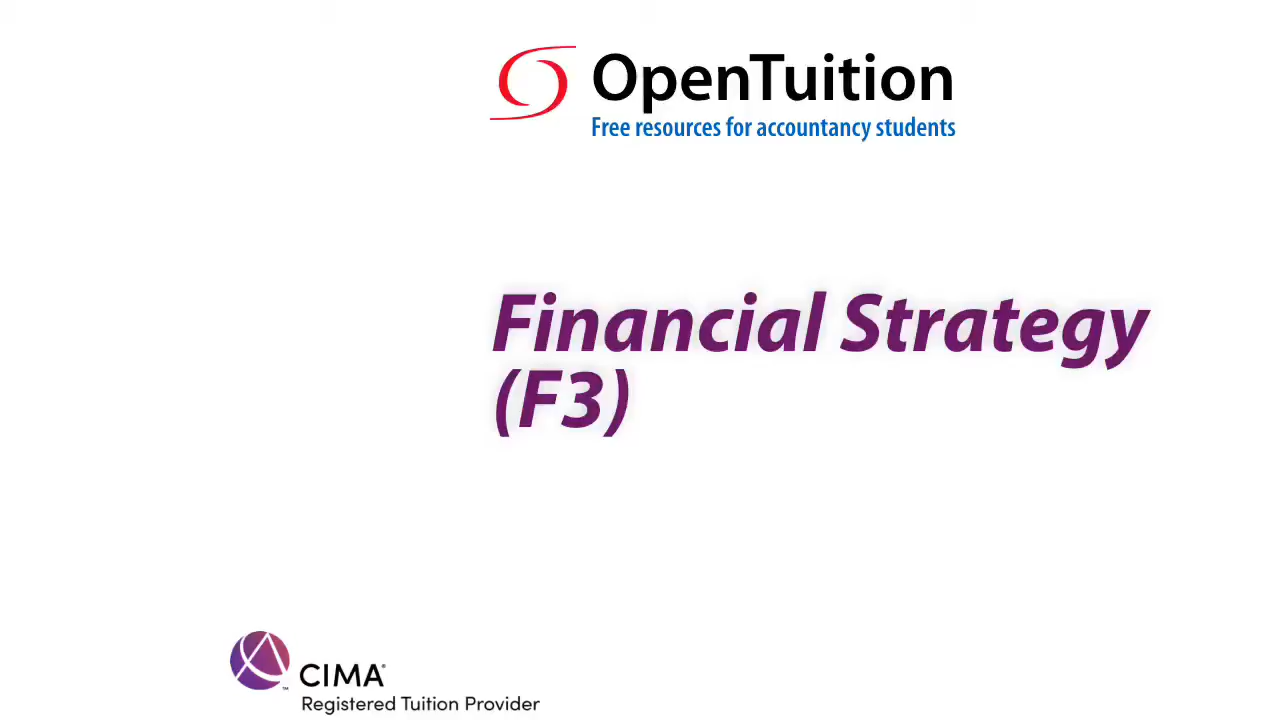 OpenTuition
Free resources for accountancy students
Financial Strategy
(F3)
CIMA®
Registered Tuition Provider